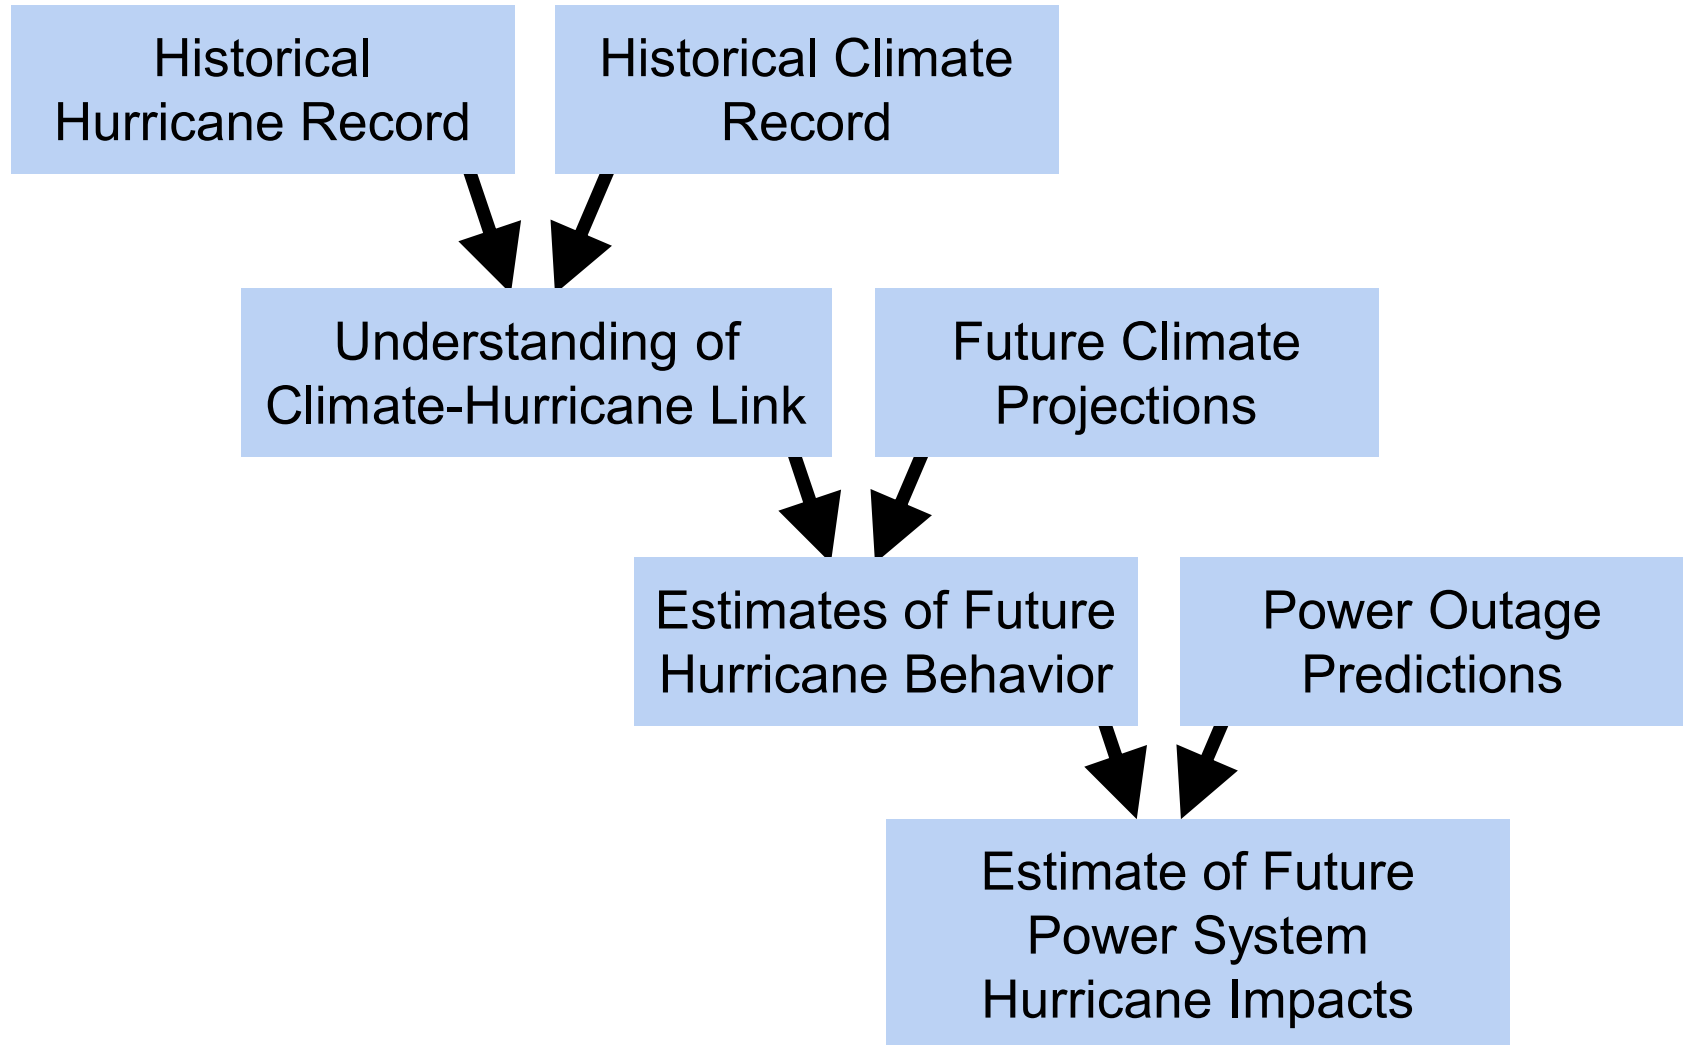 Historical
Hurricane Record
Historical Climate
Record
Understanding of
Climate-Hurricane Link
Future Climate
Projections
Estimates of Future
Hurricane Behavior
Power Outage
Predictions
Estimate of Future
Power System
Hurricane Impacts